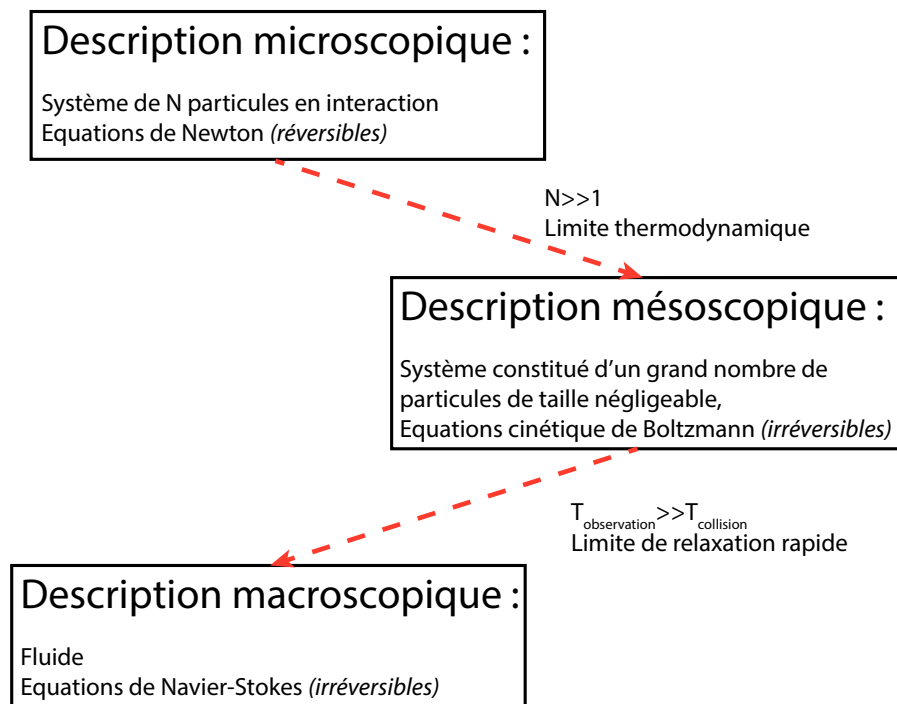 Description microscopique :
Système de N particules en interaction
Equations de Newton (réversibles)
N>>1
Limite thermodynamique
Description mésoscopique :
Système constitué d'un grand nombre de
particules de taille négligeable,
Equations cinétique de Boltzmann (irréversibles)
Tobservation>>Tcollision
Limite de relaxation rapide
Description macroscopique :
Fluide
Equations de Navier-Stokes (irréversibles)